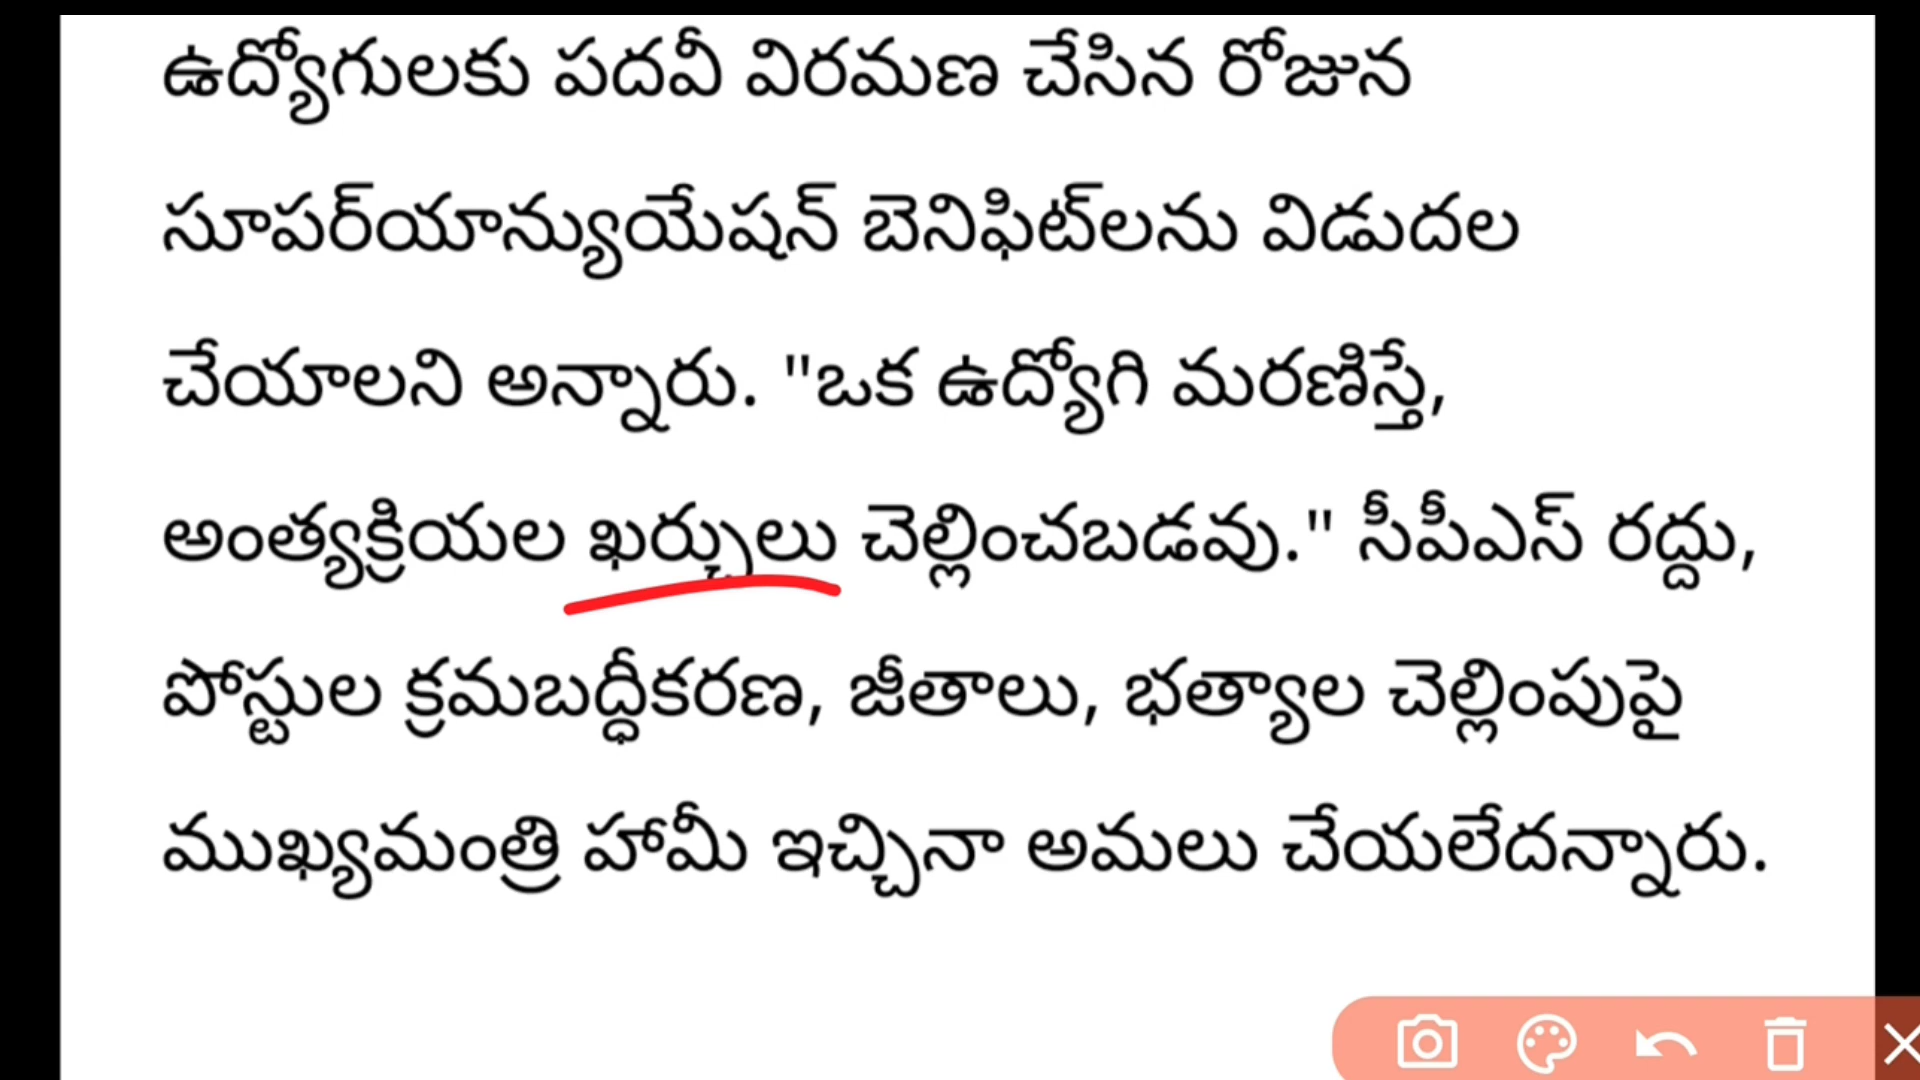 ఉద్యోగులకు పదవీ విరమణ చేసిన రోజున
సూపర్‌యాన్యుయేషన్ బెనిఫిట్‌లను విడుదల
చేయాలని అన్నారు. "ఒక ఉద్యోగి మరణిస్తే,
అంత్యక్రియల ఖర్చులు చెల్లించబడవు." సీపీఎస్ రద్దు,
పోస్టుల క్రమబద్ధీకరణ, జీతాలు, భత్యాల చెల్లింపుపై
ముఖ్యమంత్రి హామీ ఇచ్చినా అమలు చేయలేదన్నారు.